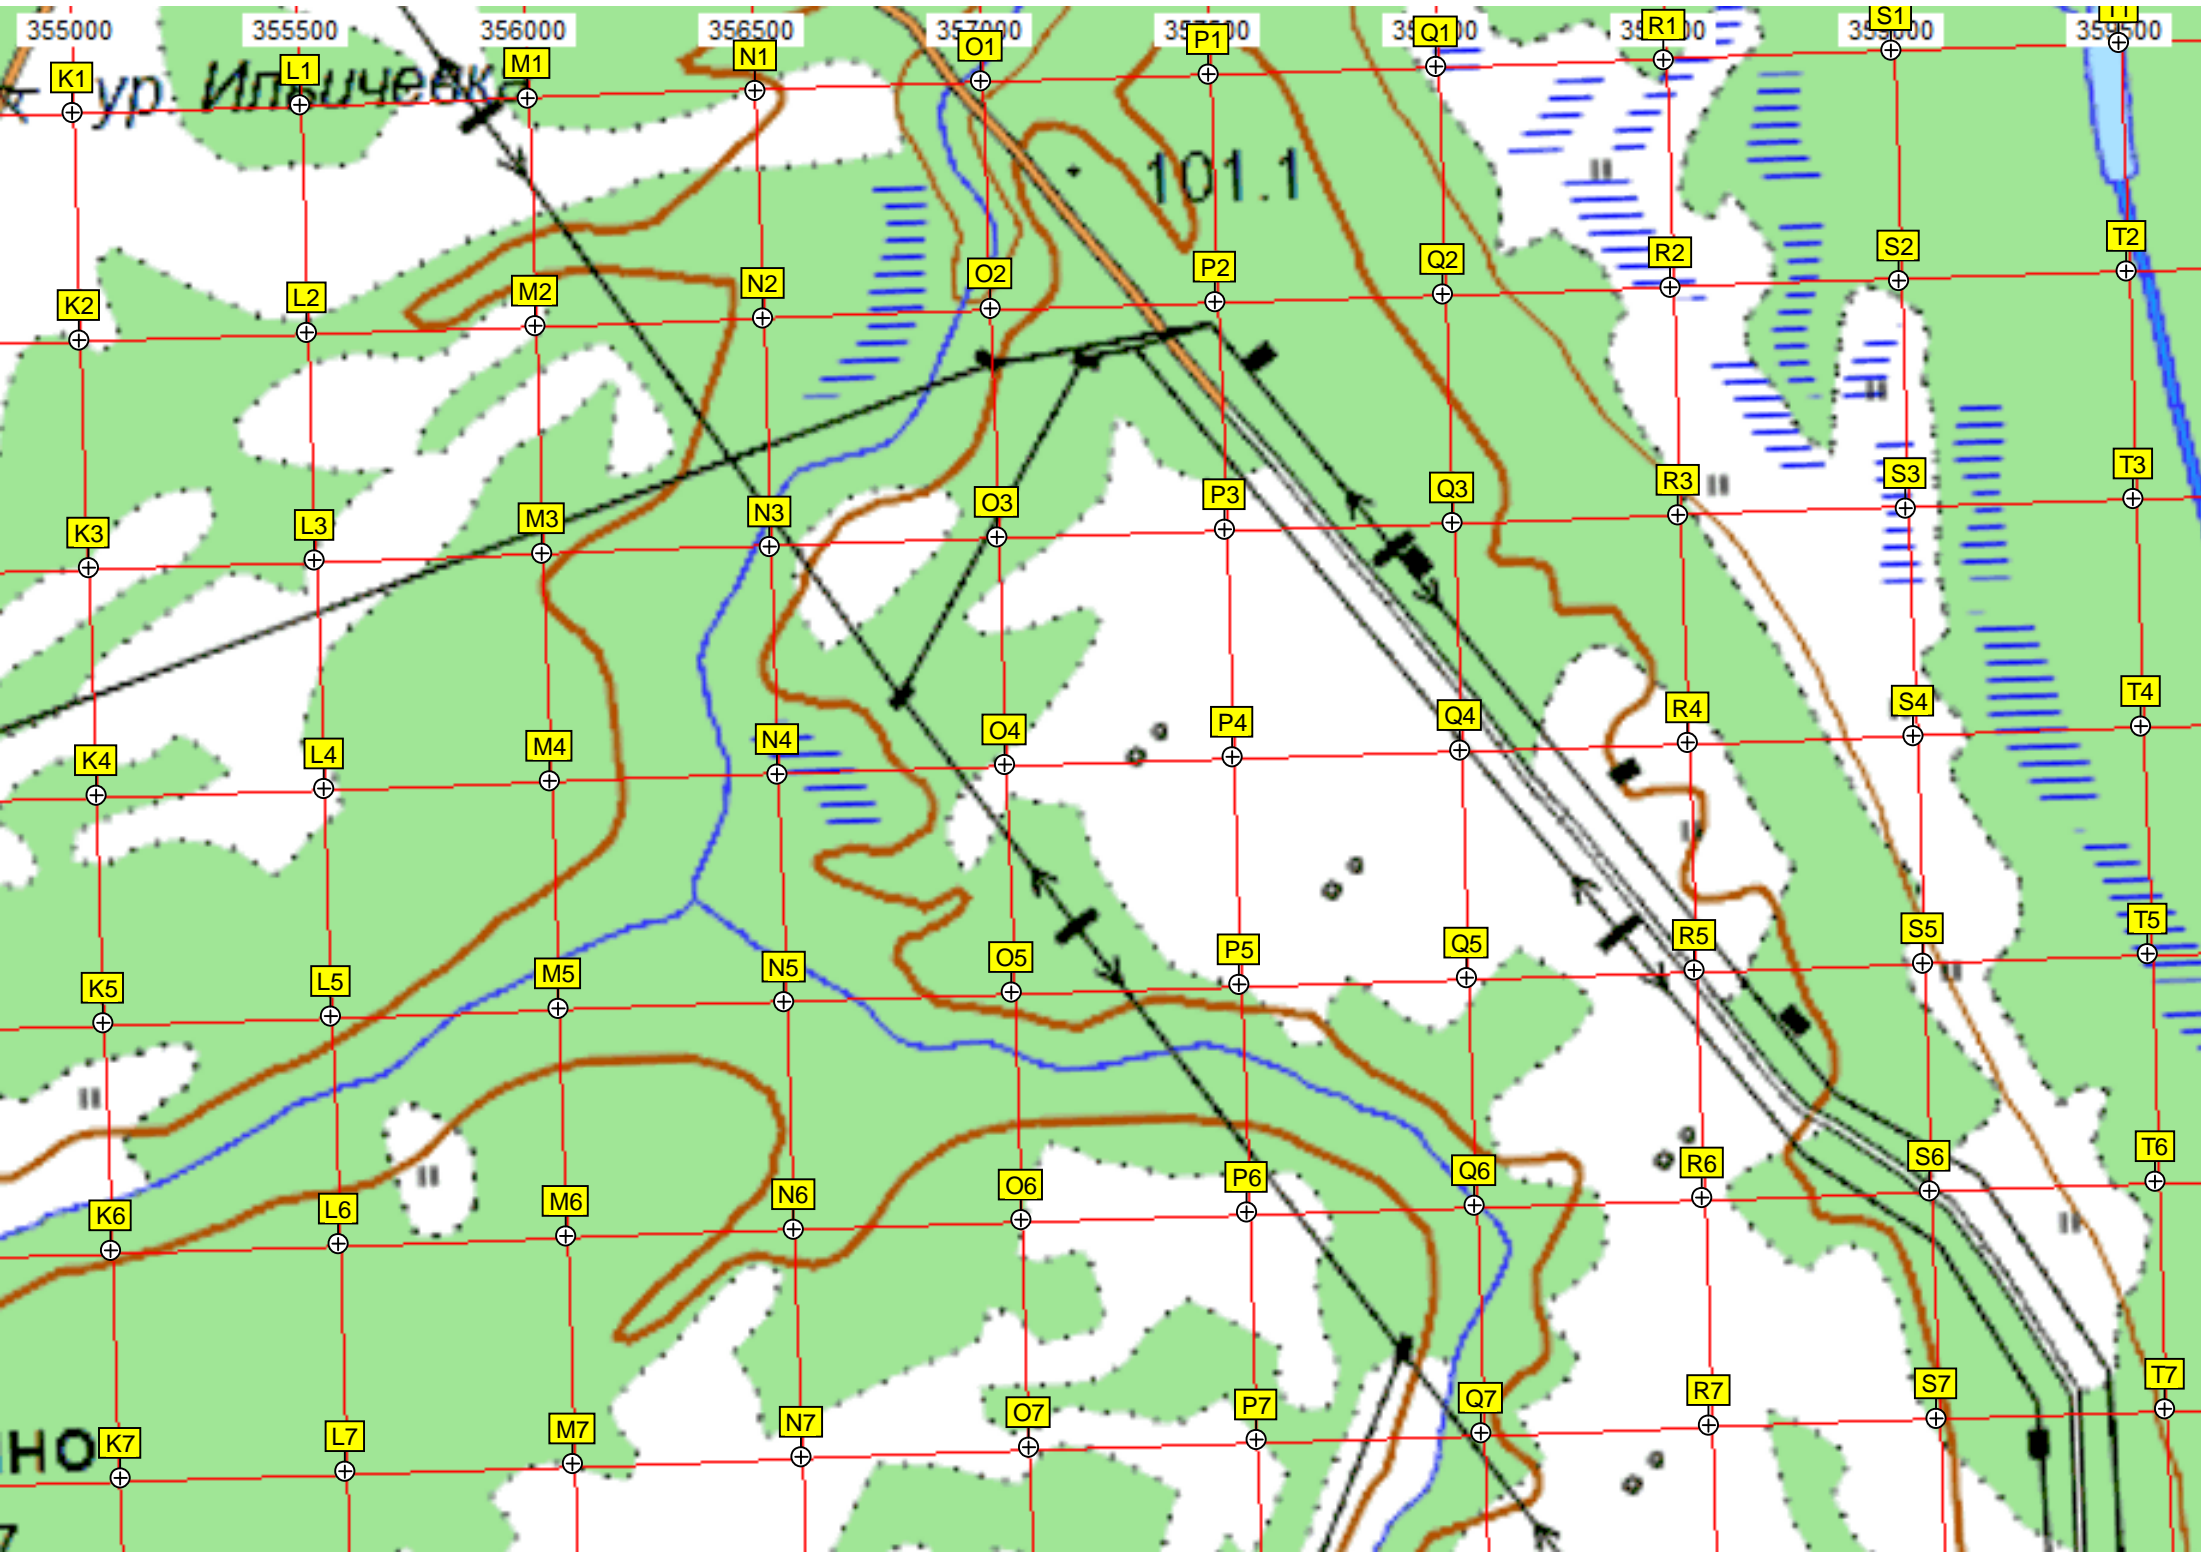 355000 355500 356000 356500 357000
S1 T1
O1 P1 Q1 R1
K1 L1 M1 N1
ур. Ильичевка
101.1
K2 L2 M2 N2 O2 P2 Q2 R2 S2 T2
K3 L3 M3 N3 O3 P3 Q3 R3 S3 T3
K4 L4 M4 N4 O4 P4 Q4 R4 S4 T4
K5 L5 M5 N5 O5 P5 Q5 R5 S5 T5
K6 L6 M6 N6 O6 P6 Q6 R6 S6 T6
K7 L7 M7 N7 O7 P7 Q7 R7 S7 T7
но